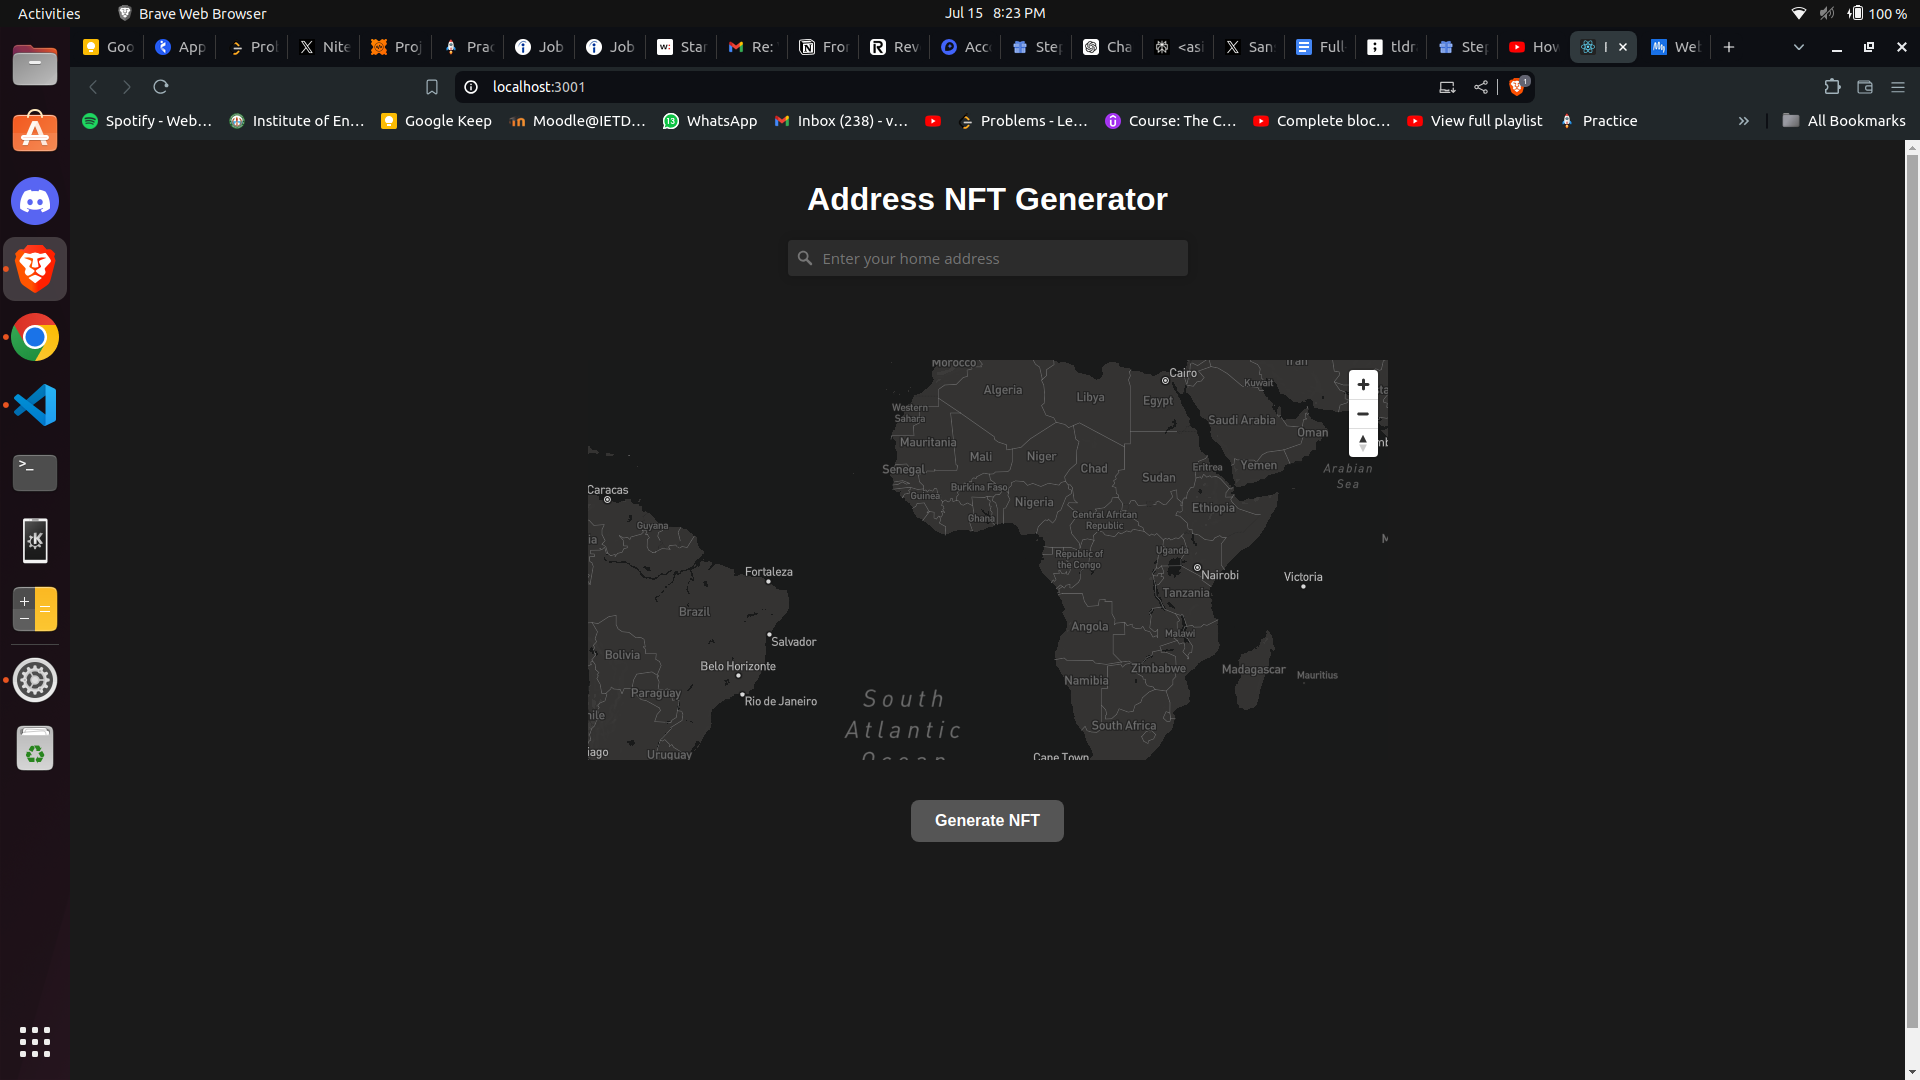 Activities
Brave Web Browser
Jul 15 8:23 PM
100 %
Goo
App
Prol
Nite
Proj
Prac
Job
Job
Star
Re:
Fror
Rev
Acco
Step
Cha
<asi
San
Full
tldr
Step
How
Web
localhost:3001
1
Spotify - Web...
Institute of En...
Google Keep
Moodle@IETD...
WhatsApp
Inbox (238) - v...
Problems - Le...
Course: The C...
Complete bloc...
View full playlist
Practice
All Bookmarks
Address NFT Generator
Enter your home address
Morocco
Algeria
Libya
Cairo
Egypt
Kuwait
Iran
Western
Sahara
Saudi Arabia
Oman
Mauritania
Mali
Niger
Chad
Sudan
Eritrea
Yemen
Arabian
Sea
Senegal
Guinea
Burkina Faso
Nigeria
Ghana
Central African
Republic
Ethiopia
Caracas
Guyana
Republic of
the Congo
Uganda
Nairobi
Tanzania
Victoria
Fortaleza
Brazil
Salvador
Angola
Malawi
Bolivia
Belo Horizonte
Zimbabwe
Madagascar
Mauritius
Namibia
Paraguay
Rio de Janeiro
South
Atlantic
Ocean
hile
South Africa
iago
Uruguay
Cape Town
Generate NFT